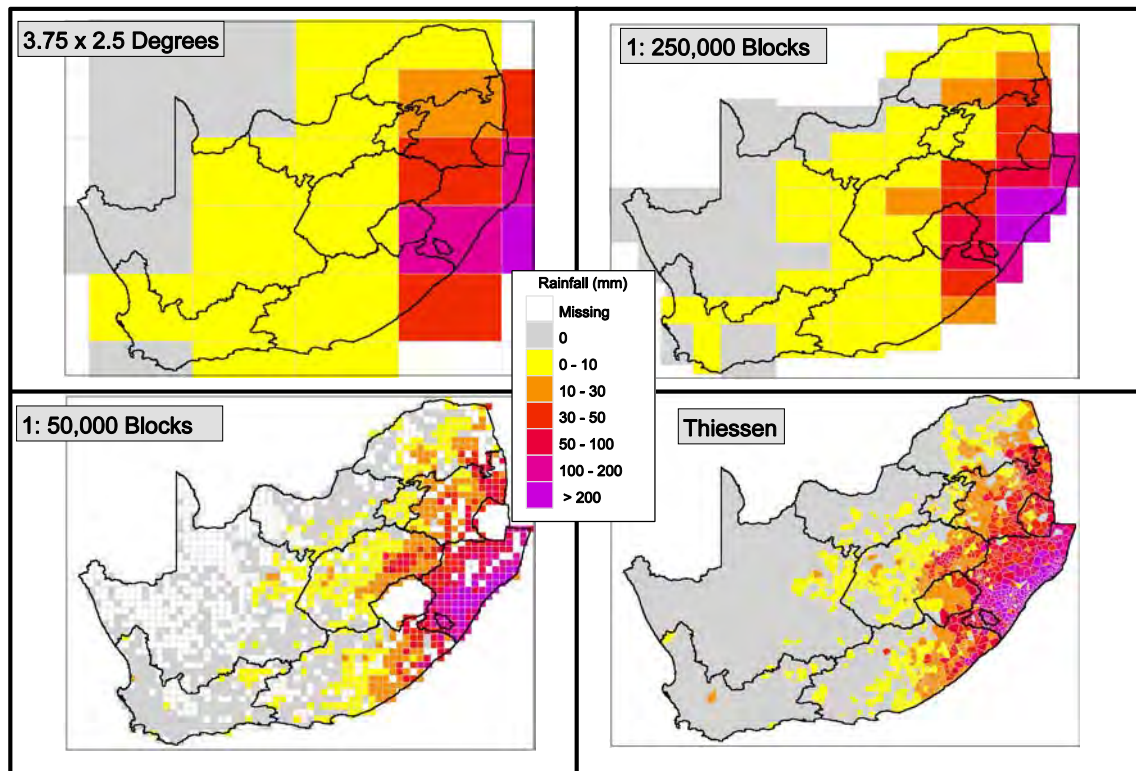 3.75 x 2.5 Degrees
1: 250,000 Blocks
Rainfall (mm)
Missing
0
0 - 10
10 - 30
30 - 50
50 - 100
100 - 200
> 200
1: 50,000 Blocks
Thiessen